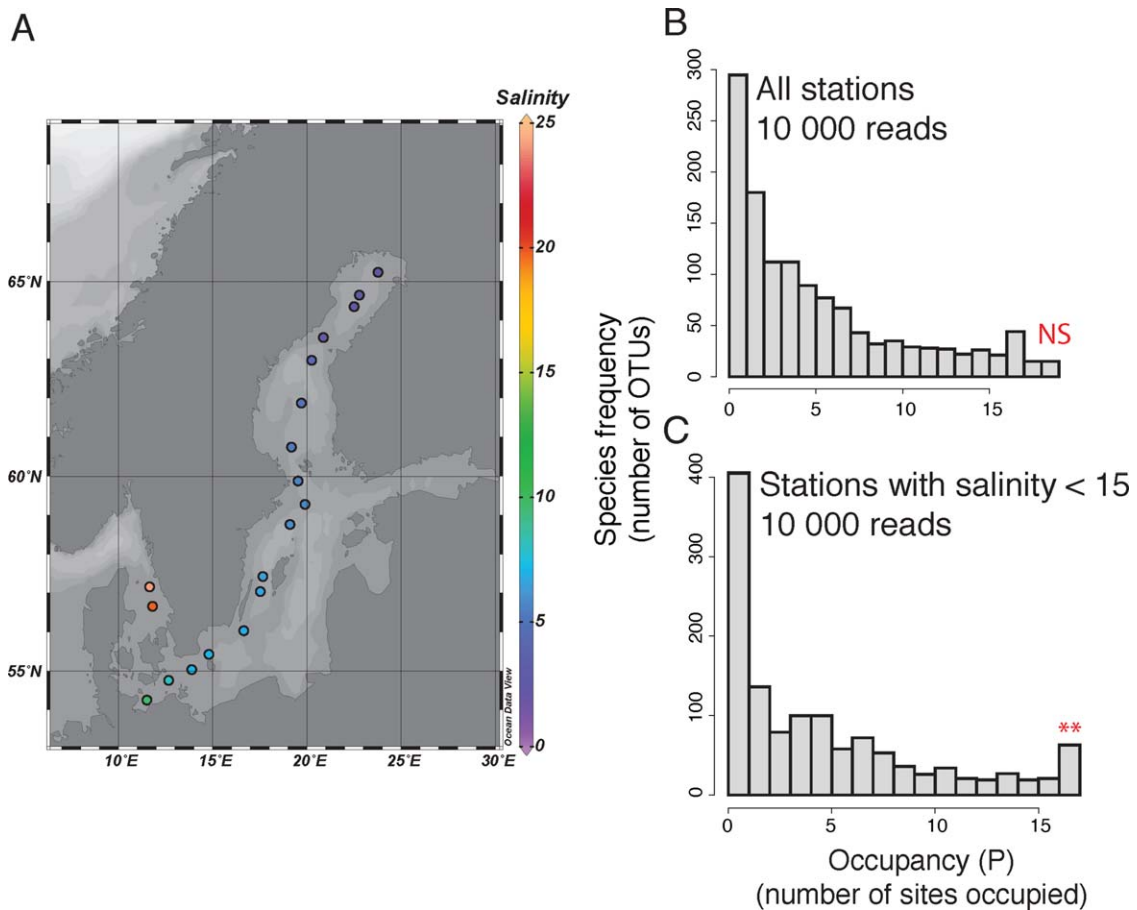 A
Salinity
25
20
15
10
5
0
65°N
60°N
55°N
10°E
15°E
20°E
25°E
30°E
Ocean Data View
B
All stations
10 000 reads
300
250
200
150
100
50
0
NS
0
5
10
15
Species frequency
(number of OTUs)
C
Stations with salinity < 15
10 000 reads
400
300
200
100
0
**
0
5
10
15
Occupancy (P)
(number of sites occupied)